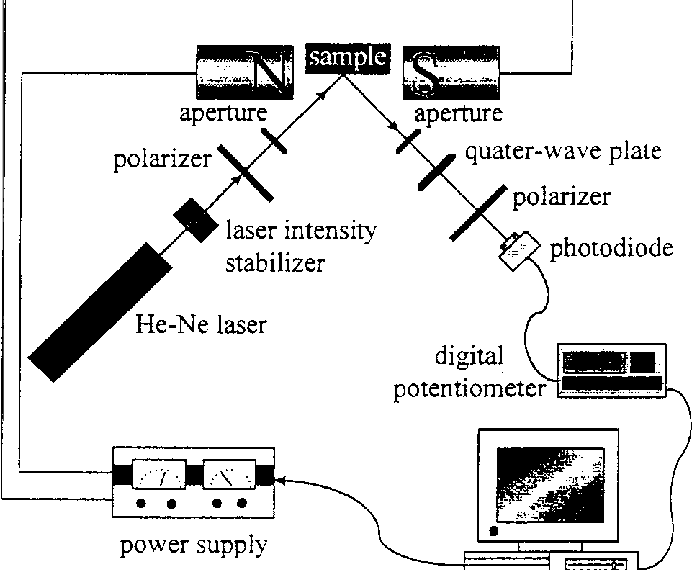 N
sample
S
aperture
aperture
polarizer
quater-wave plate
polarizer
laser intensity
stabilizer
photodiode
He-Ne laser
digital
potentiometer
power supply